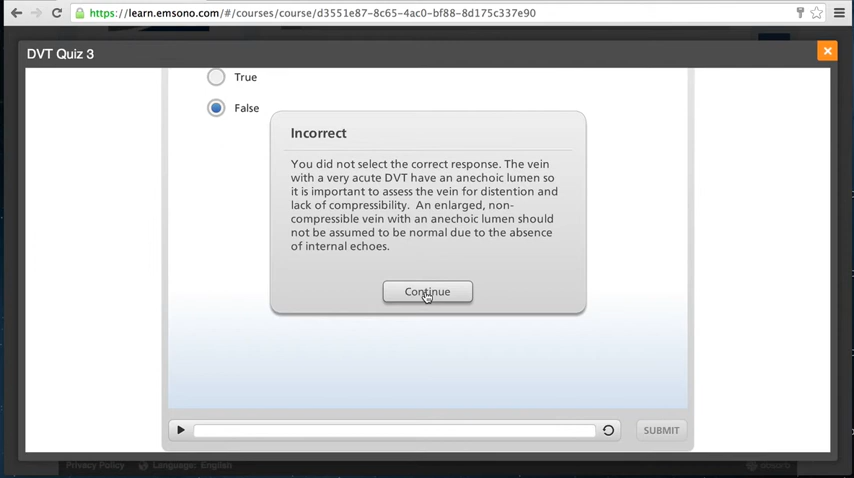 https://learn.emsono.com/#/courses/course/d3551e87-8c65-4ac0-bf88-8d175c337e90
DVT Quiz 3
True
False
Incorrect
You did not select the correct response. The vein
with a very acute DVT have an anechoic lumen so
it is important to assess the vein for distention and
lack of compressibility. An enlarged, non-
compressible vein with an anechoic lumen should
not be assumed to be normal due to the absence
of internal echoes.
Continue
SUBMIT
Privacy Policy Language: English